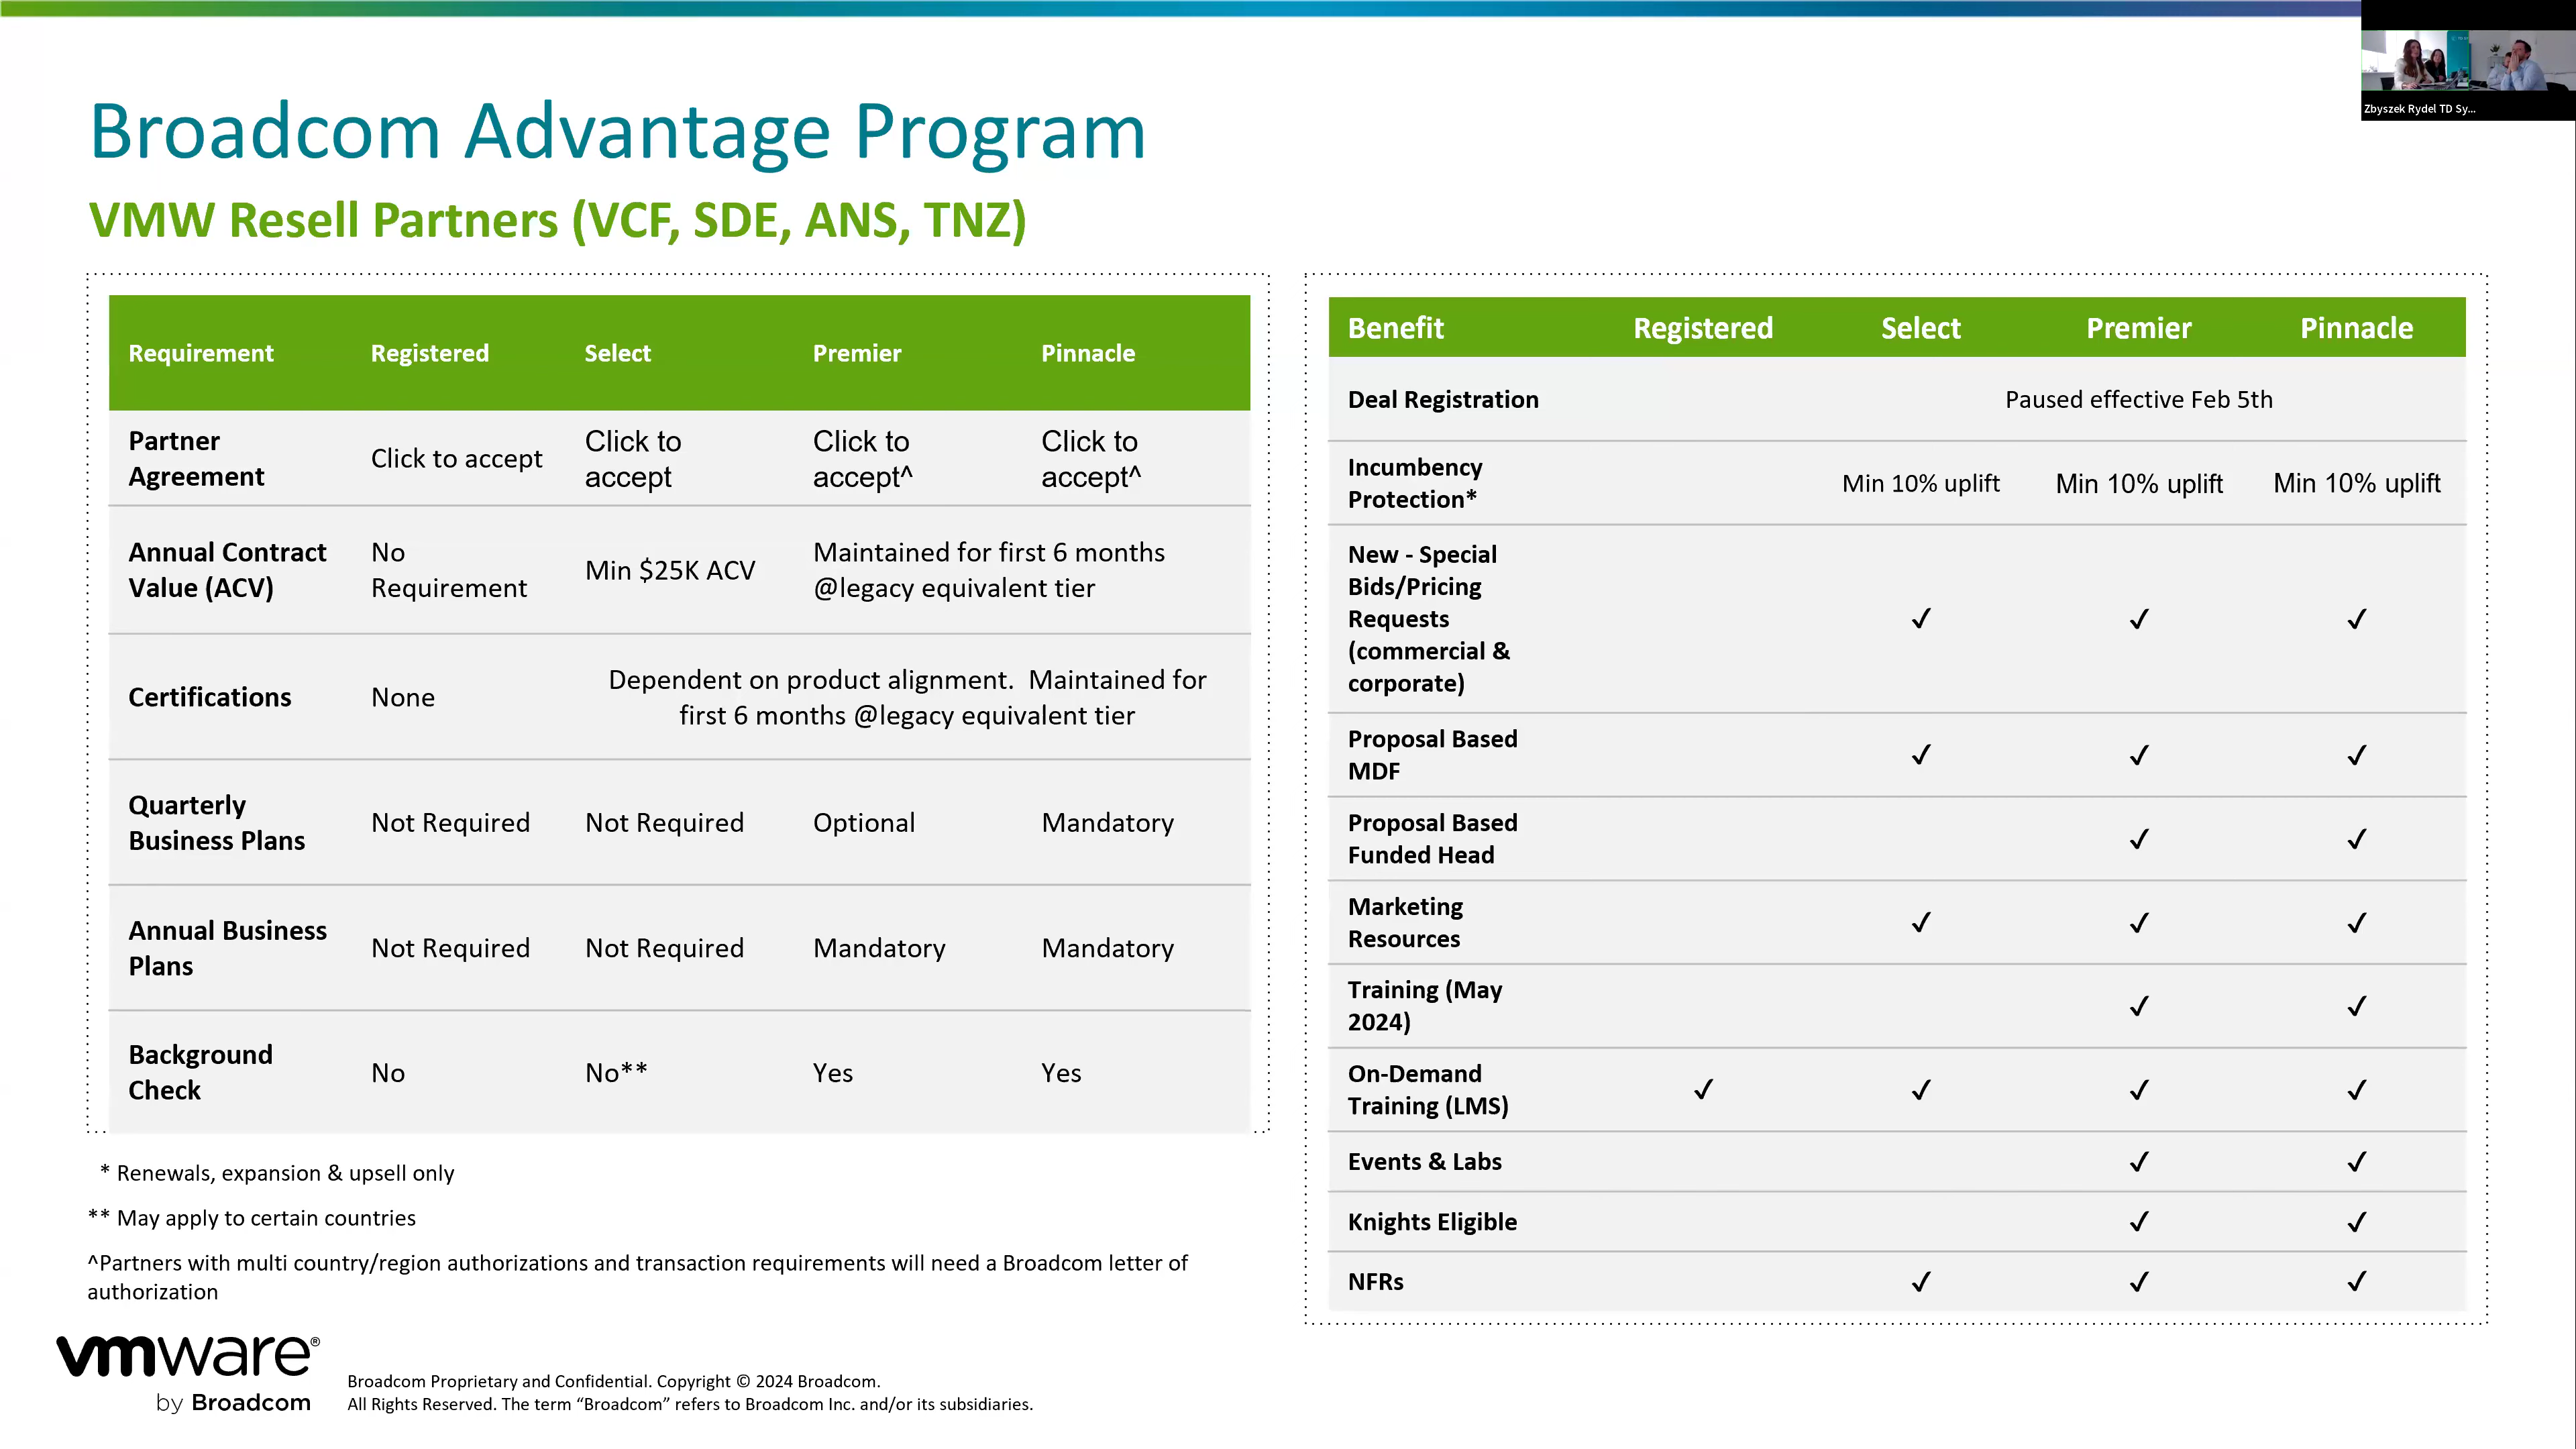 Zbyszek Rydel TD Sy...
Broadcom Advantage Program
VMW Resell Partners (VCF, SDE, ANS, TNZ)
Requirement Registered Select Premier Pinnacle
Partner Agreement Click to accept Click to accept Click to accept^ Click to accept^
Annual Contract Value (ACV) No Requirement Min $25K ACV Maintained for first 6 months @legacy equivalent tier
Certifications None Dependent on product alignment. Maintained for first 6 months @legacy equivalent tier
Quarterly Business Plans Not Required Not Required Optional Mandatory
Annual Business Plans Not Required Not Required Mandatory Mandatory
Background Check No No** Yes Yes
* Renewals, expansion & upsell only
** May apply to certain countries
^Partners with multi country/region authorizations and transaction requirements will need a Broadcom letter of
authorization
Benefit Registered Select Premier Pinnacle
Deal Registration Paused effective Feb 5th
Incumbency Protection* Min 10% uplift Min 10% uplift Min 10% uplift
New - Special Bids/Pricing Requests (commercial & corporate) ✓ ✓ ✓
Proposal Based MDF ✓ ✓ ✓
Proposal Based Funded Head ✓ ✓
Marketing Resources ✓ ✓ ✓
Training (May 2024) ✓ ✓
On-Demand Training (LMS) ✓ ✓ ✓ ✓
Events & Labs ✓ ✓
Knights Eligible ✓ ✓
NFRs ✓ ✓ ✓
vmware®
by Broadcom
Broadcom Proprietary and Confidential. Copyright © 2024 Broadcom.
All Rights Reserved. The term “Broadcom” refers to Broadcom Inc. and/or its subsidiaries.